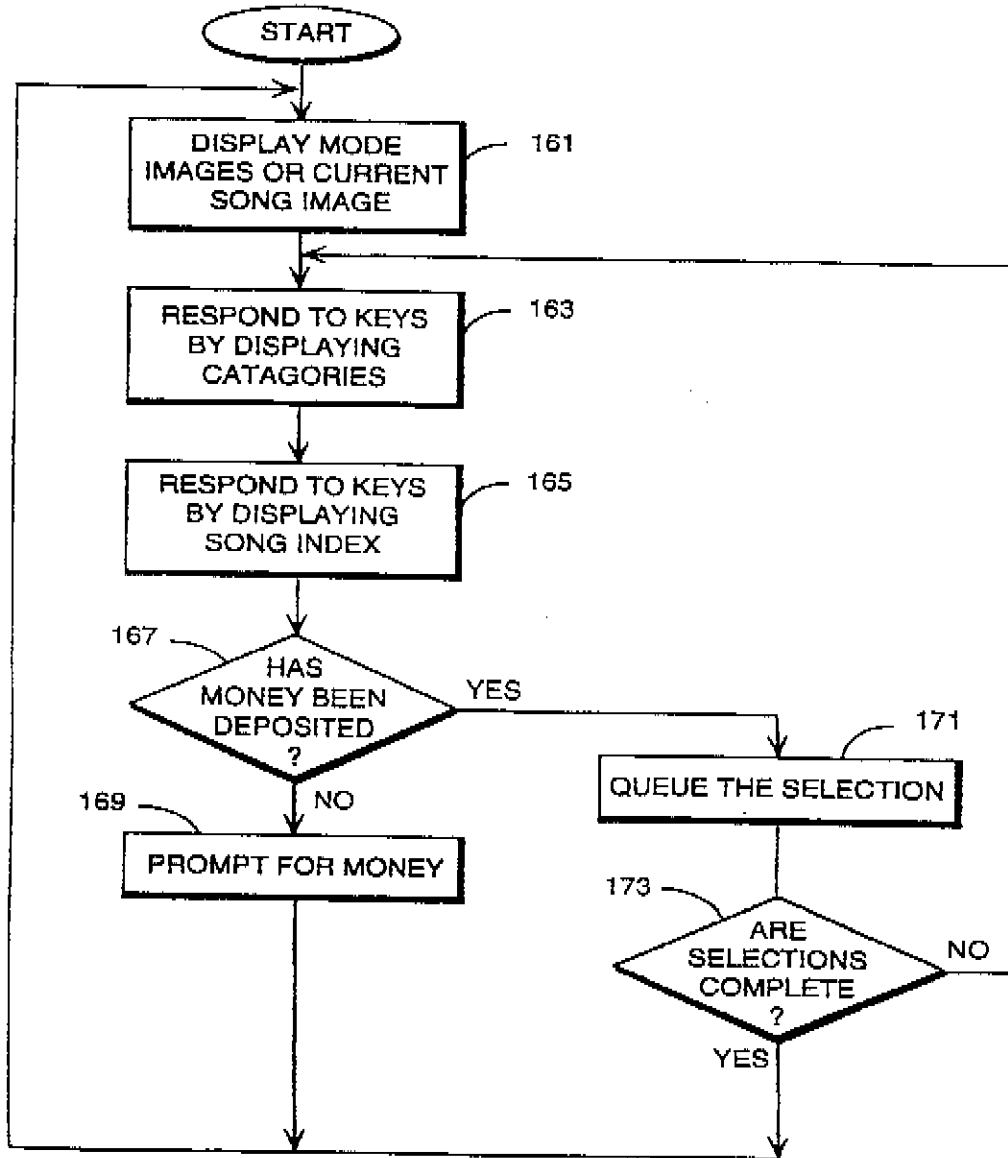 START
DISPLAY MODE
IMAGES OR CURRENT
SONG IMAGE
161
RESPOND TO KEYS
BY DISPLAYING
CATAGORIES
163
RESPOND TO KEYS
BY DISPLAYING
SONG INDEX
165
167
HAS
MONEY BEEN
DEPOSITED
?
YES
NO
169
PROMPT FOR MONEY
171
QUEUE THE SELECTION
173
ARE
SELECTIONS
COMPLETE
?
NO
YES